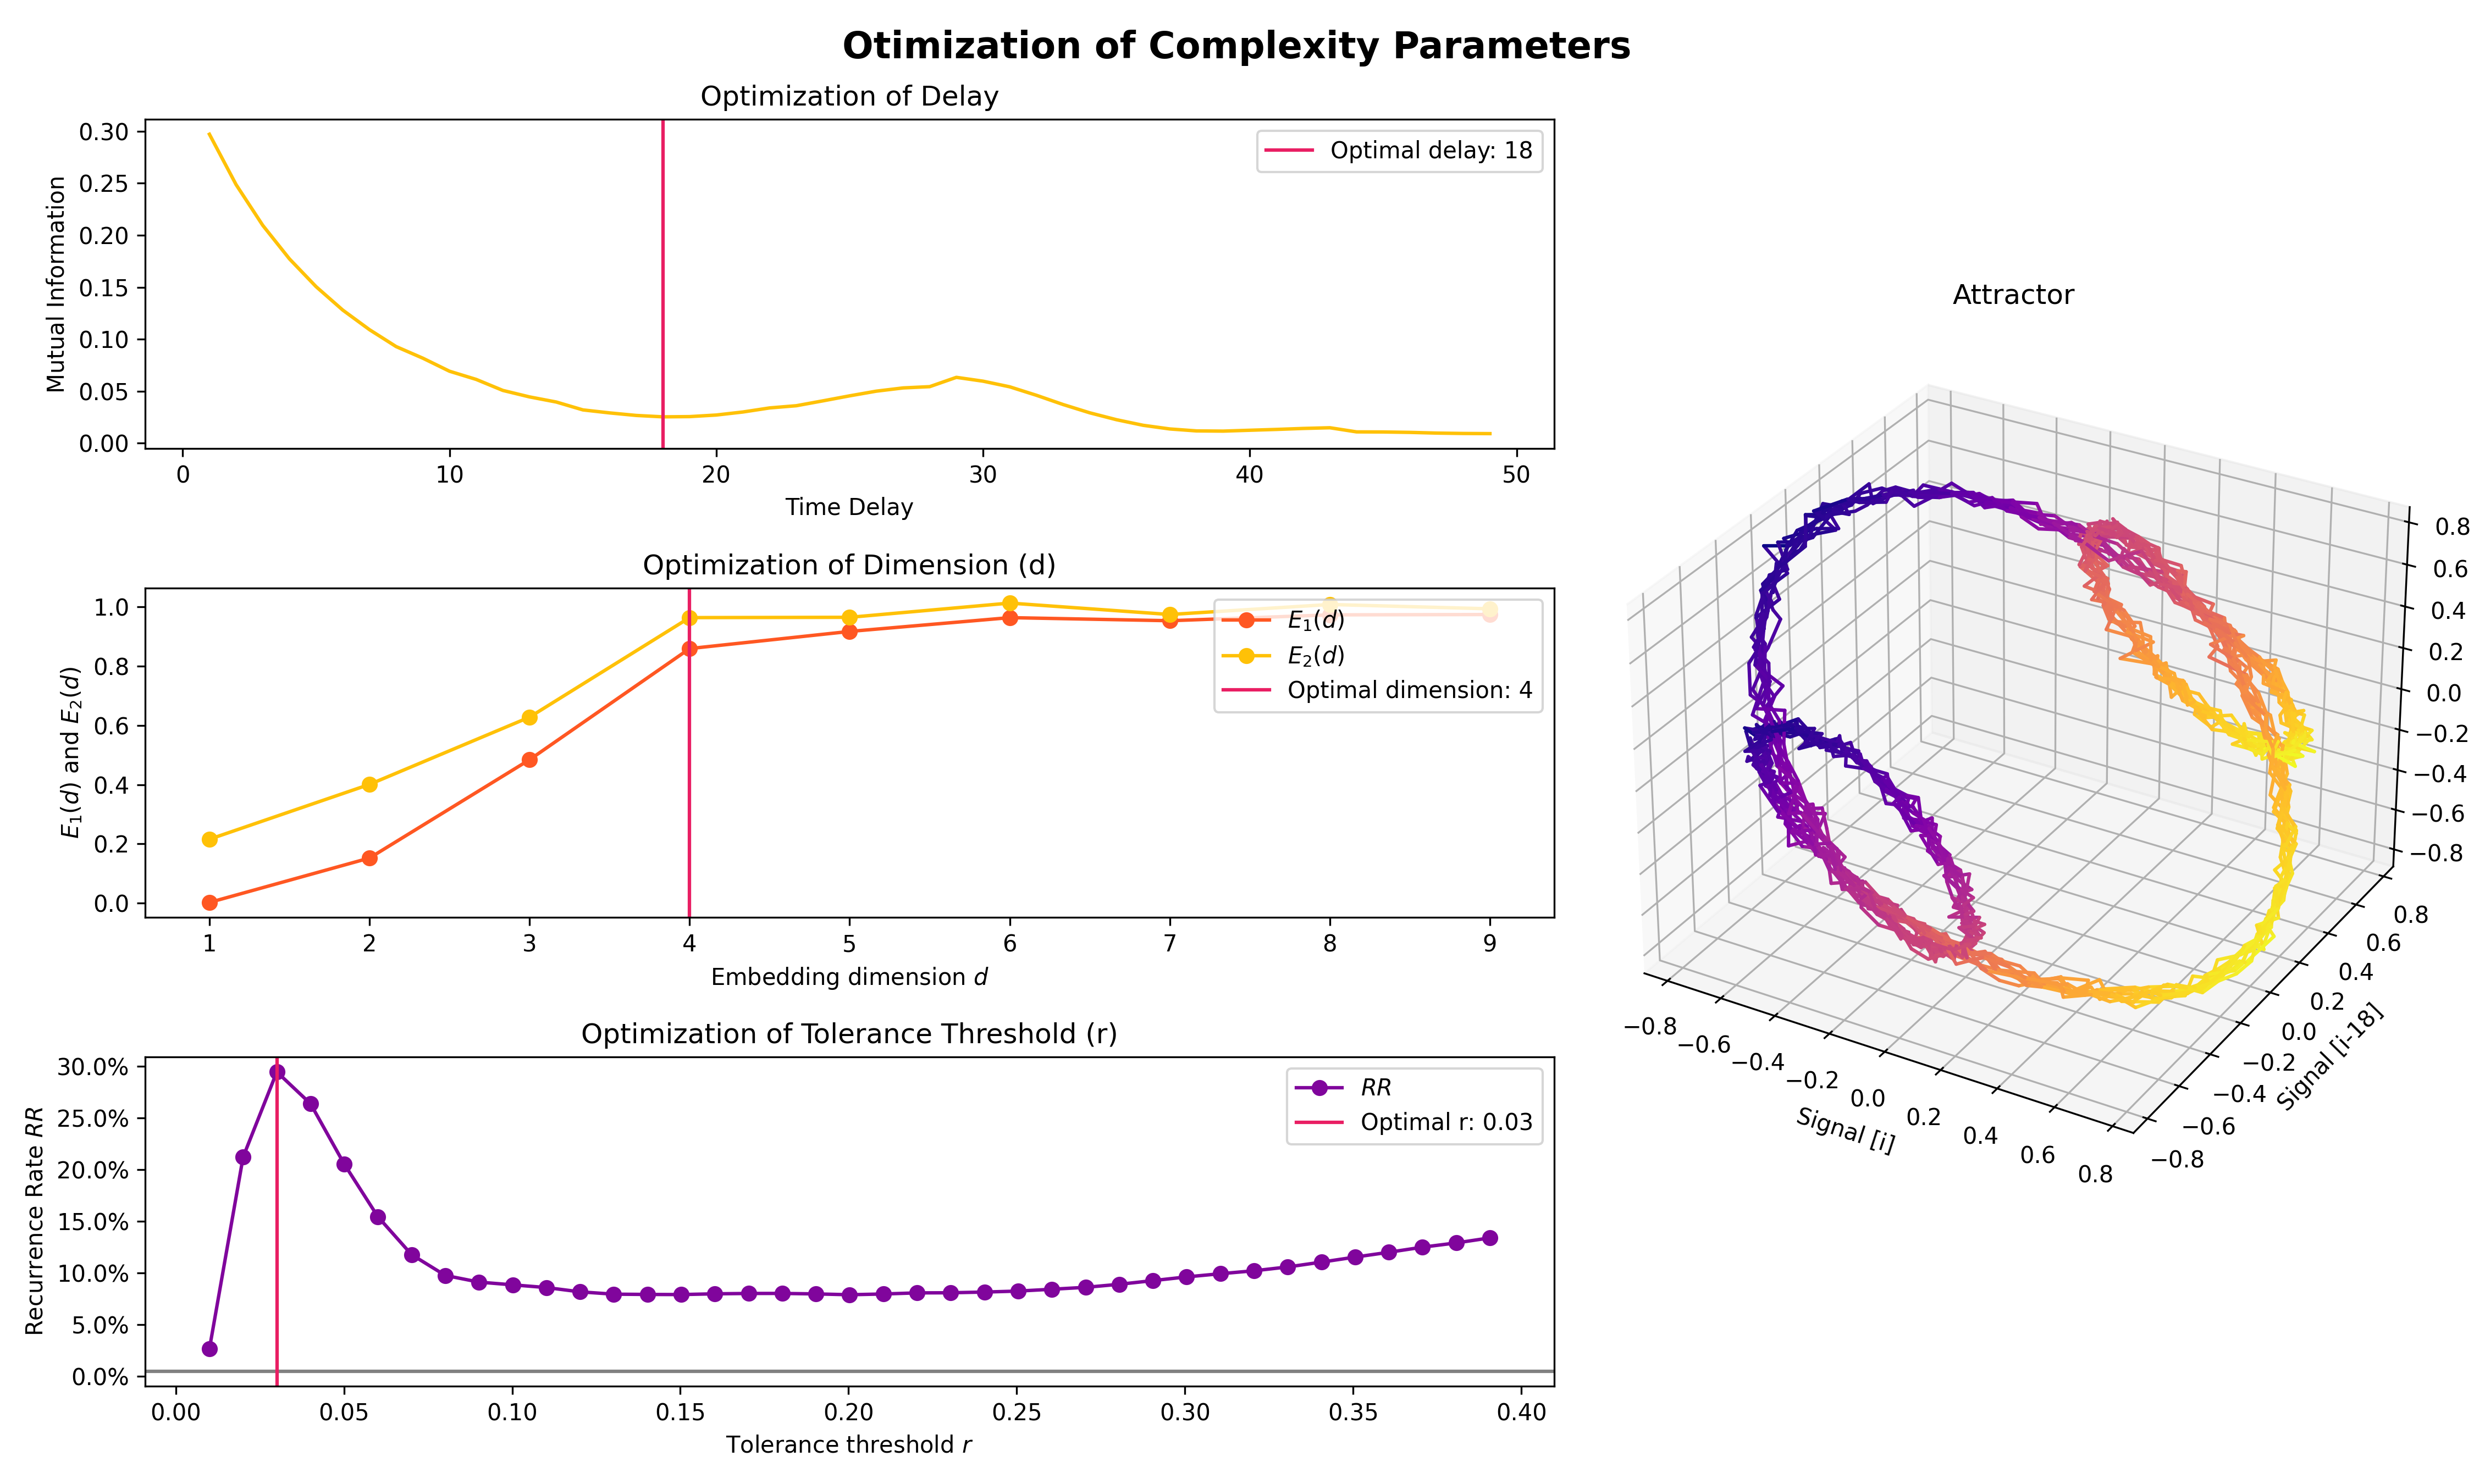 Otimization of Complexity Parameters
Optimization of Delay
Mutual Information
0.30
0.25
0.20
0.15
0.10
0.05
0.00
Optimal delay: 18
0 10 20 30 40 50
Time Delay
Optimization of Dimension (d)
E₁(d) and E₂(d)
1.0
0.8
0.6
0.4
0.2
0.0
E₁(d)
E₂(d)
Optimal dimension: 4
1 2 3 4 5 6 7 8 9
Embedding dimension d
Optimization of Tolerance Threshold (r)
Recurrence Rate RR
30.0%
25.0%
20.0%
15.0%
10.0%
5.0%
0.0%
RR
Optimal r: 0.03
0.00 0.05 0.10 0.15 0.20 0.25 0.30 0.35 0.40
Tolerance threshold r
Attractor
0.8
0.6
0.4
0.2
0.0
−0.2
−0.4
−0.6
−0.8
0.8
0.6
0.4
0.2
0.0
−0.2
−0.4
−0.6
−0.8
Signal [i-18]
−0.8 −0.6 −0.4 −0.2 0.0 0.2 0.4 0.6 0.8
Signal [i]